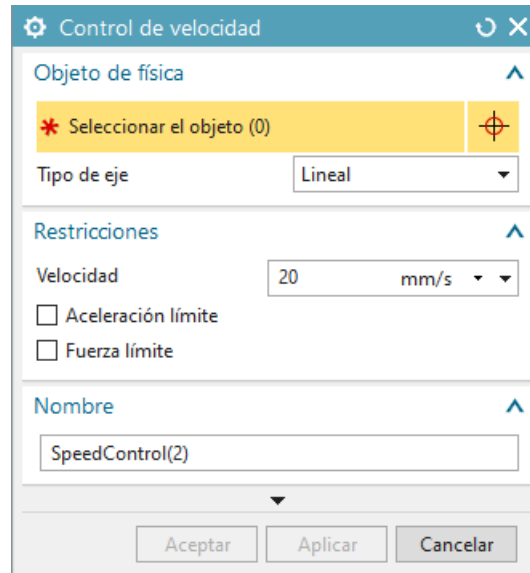 Control de velocidad
Objeto de física
* Seleccionar el objeto (0)
Tipo de eje Lineal
Restricciones
Velocidad 20 mm/s
Aceleración límite
Fuerza límite
Nombre
SpeedControl(2)
Aceptar Aplicar Cancelar